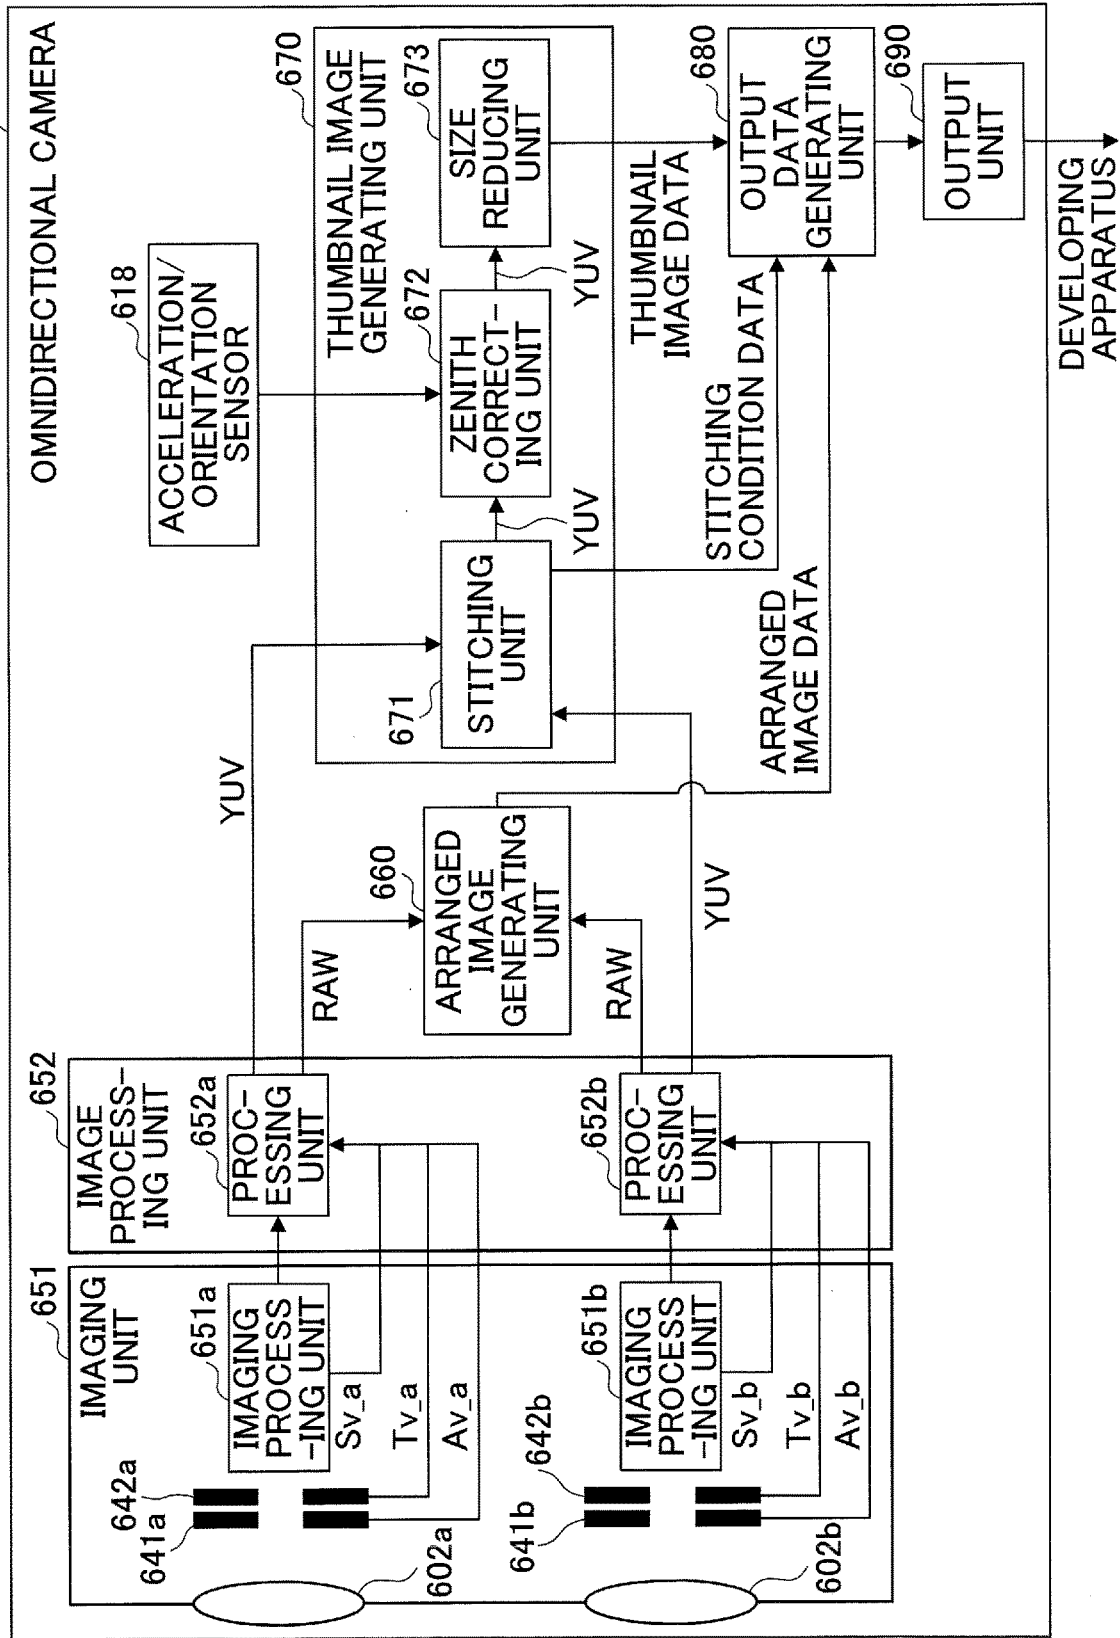 OMNIDIRECTIONAL CAMERA
651
IMAGING
UNIT
642a
641a
602a
651a
IMAGING
PROCESS
-ING UNIT
Sv_a
Tv_a
Av_a
642b
641b
602b
651b
IMAGING
PROCESS
-ING UNIT
Sv_b
Tv_b
Av_b
652
IMAGE
PROCESS-
ING UNIT
652a
PROC-
ESSING
UNIT
652b
PROC-
ESSING
UNIT
YUV
RAW
660
ARRANGED
IMAGE
GENERATING
UNIT
RAW
YUV
618
ACCELERATION/
ORIENTATION
SENSOR
670
THUMBNAIL IMAGE
GENERATING UNIT
671
STITCHING
UNIT
YUV
672
ZENITH
CORRECT-
ING UNIT
YUV
673
SIZE
REDUCING
UNIT
THUMBNAIL
IMAGE DATA
STITCHING
CONDITION DATA
ARRANGED
IMAGE DATA
680
OUTPUT
DATA
GENERATING
UNIT
690
OUTPUT
UNIT
DEVELOPING
APPARATUS